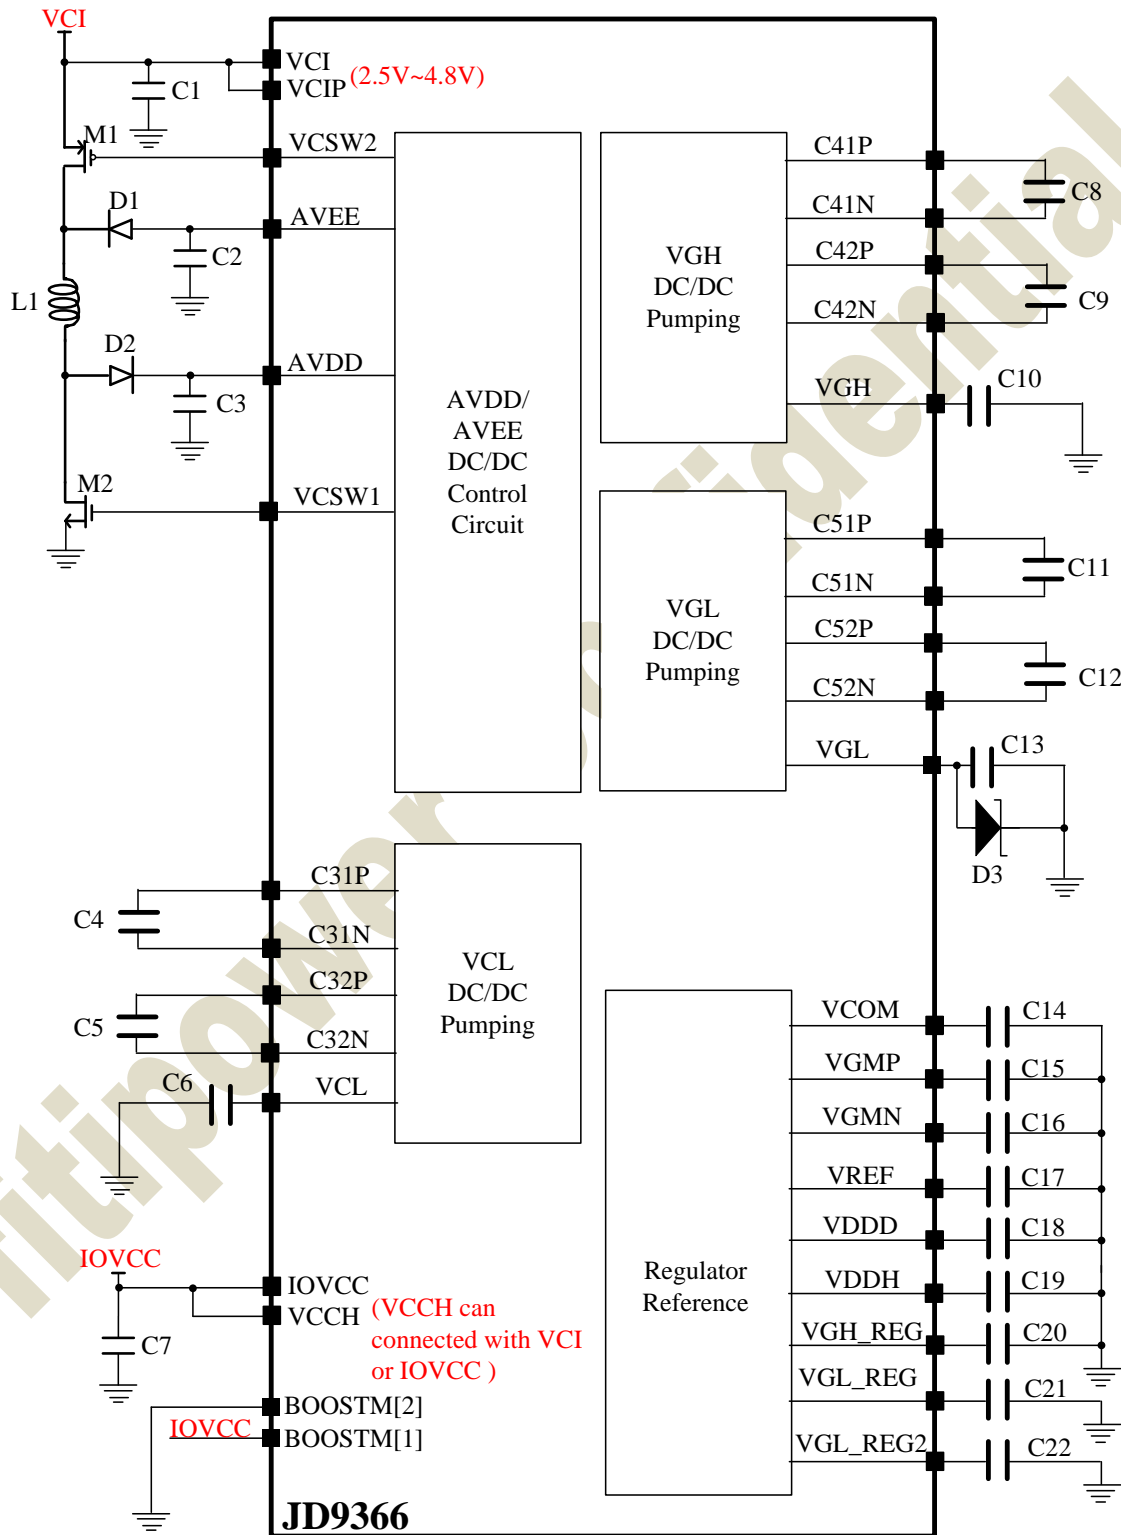 VCI
VCI
VCIP
(2.5V~4.8V)
C1
M1
VCSW2
D1
AVEE
C2
L1
D2
AVDD
C3
M2
VCSW1
AVDD/
AVEE
DC/DC
Control
Circuit
VGH
DC/DC
Pumping
C41P
C8
C41N
C42P
C9
C42N
VGH
C10
VGL
DC/DC
Pumping
C51P
C11
C51N
C52P
C12
C52N
VGL
C13
D3
C31P
C4
C31N
C32P
C5
C32N
C6
VCL
VCL
DC/DC
Pumping
IOVCC
IOVCC
VCCH
(VCCH can
connected with VCI
or IOVCC )
C7
BOOSTM[2]
IOVCC
BOOSTM[1]
Regulator
Reference
VCOM
C14
VGMP
C15
VGMN
C16
VREF
C17
VDDD
C18
VDDH
C19
VGH_REG
C20
VGL_REG
C21
VGL_REG2
C22
JD9366
fitipower Confidential